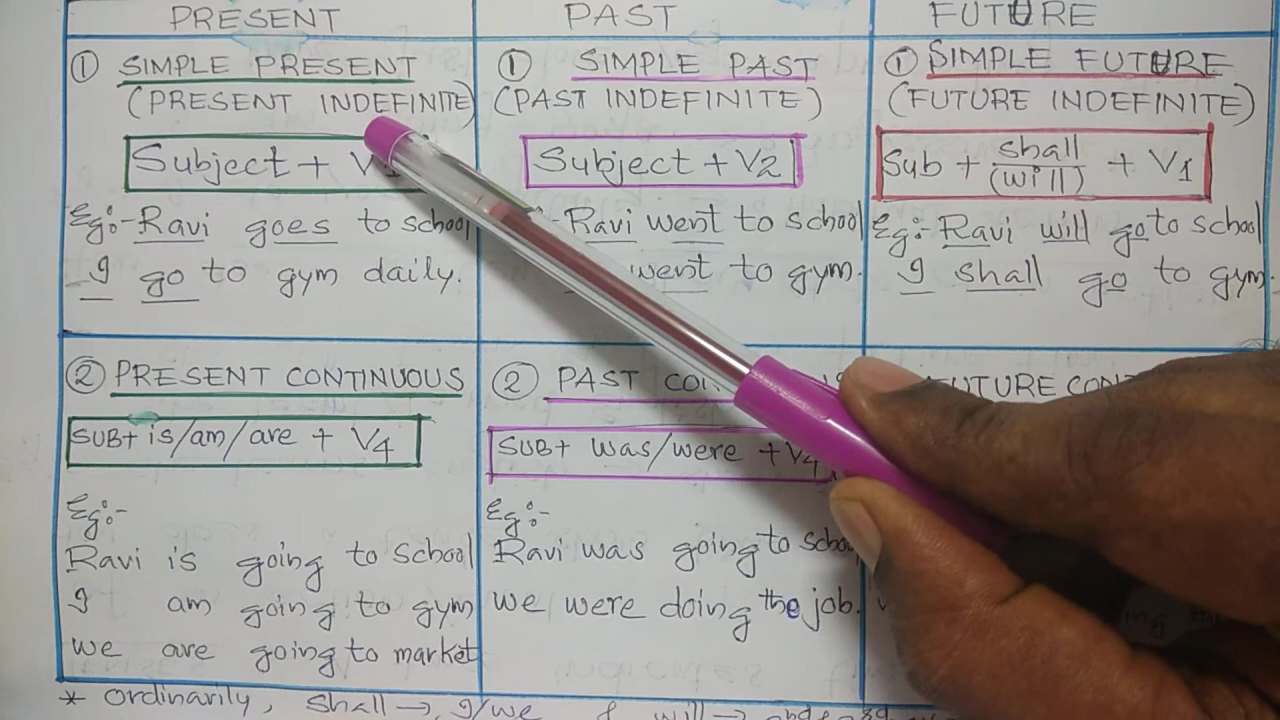 PRESENT
PAST
FUTURE
① SIMPLE PRESENT
(PRESENT INDEFINITE)
Subject + V1
Eg:- Ravi goes to school
I go to gym daily.
① SIMPLE PAST
(PAST INDEFINITE)
Subject + V2
Ravi went to school
went to gym.
① SIMPLE FUTURE
(FUTURE INDEFINITE)
Sub + shall/(will) + V1
Eg:- Ravi will go to school
I shall go to gym.
② PRESENT CONTINUOUS
SUB+ is/am/are + V4
Eg:-
Ravi is going to school
I am going to gym
we are going to market
② PAST
SUB+ was/were + V4
Eg:-
Ravi was going to school
we were doing the job.
FUTURE
* ordinarily, shall → I/we & will →